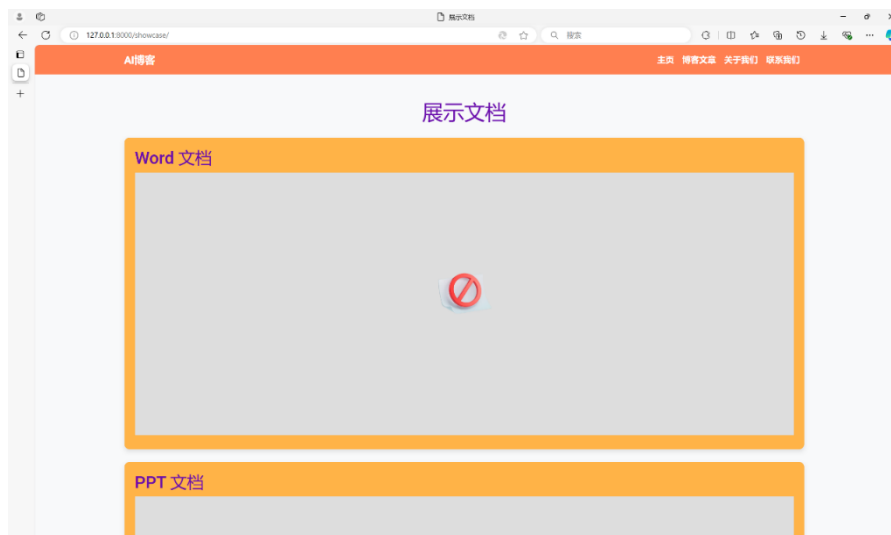 展示文档
127.0.0.1:8000/showcase/
搜索
AI博客
主页 博客文章 关于我们 联系我们
展示文档
Word 文档
PPT 文档